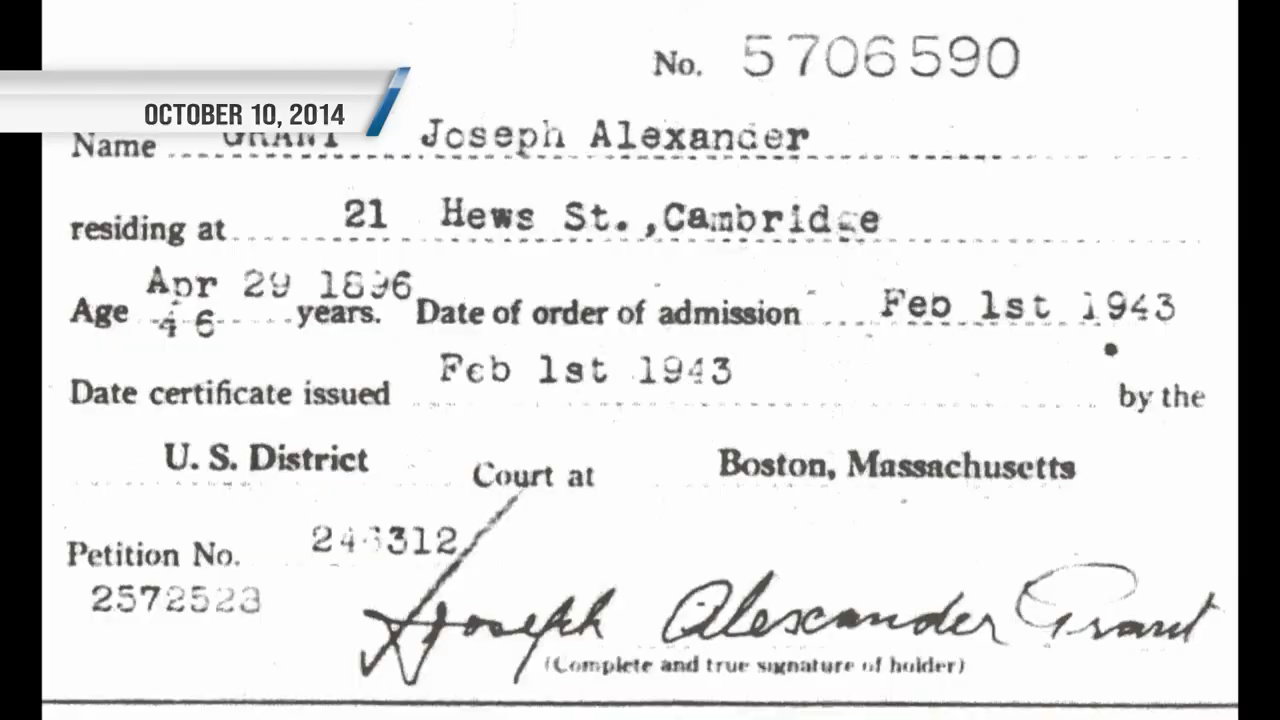 No. 5706590
OCTOBER 10, 2014
Name GRANT Joseph Alexander
residing at 21 Hews St.,Cambridge
Apr 29 1896
Age 46 years. Date of order of admission Feb 1st 1943
Date certificate issued Feb 1st 1943 by the
U. S. District Court at Boston, Massachusetts
Petition No.
2572523
Joseph Alexander Grant
(Complete and true signature of holder)